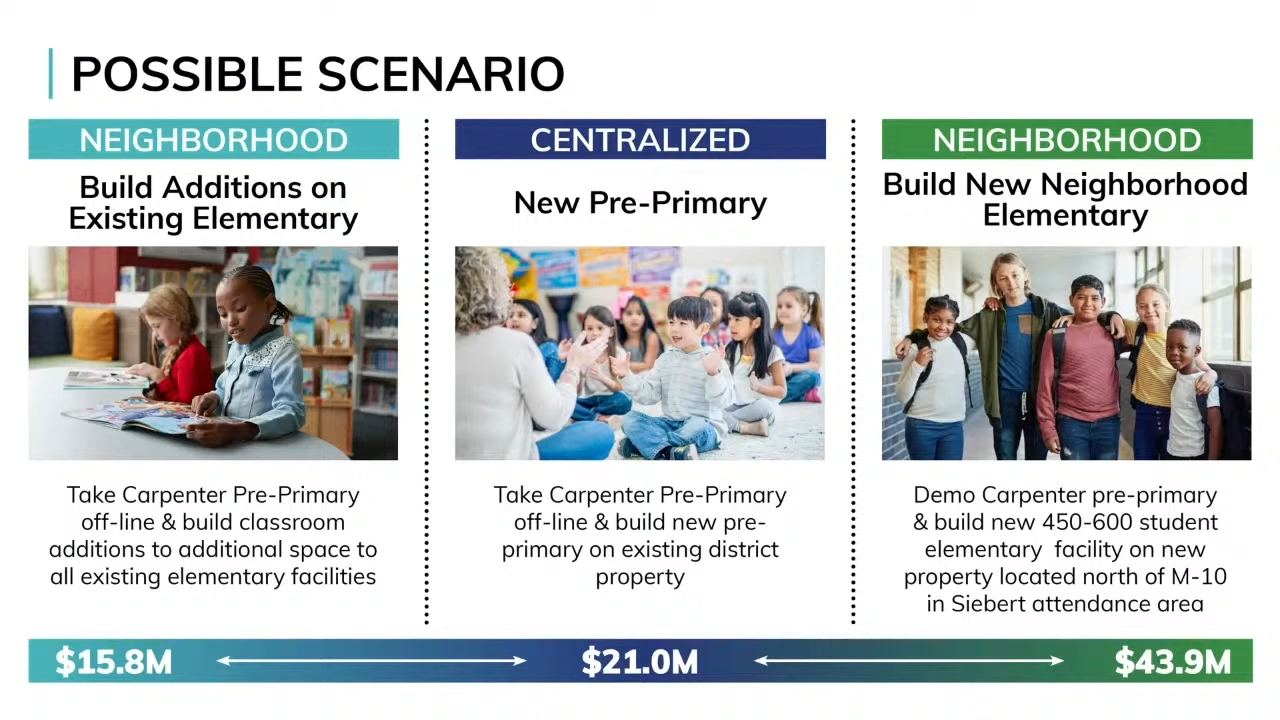 POSSIBLE SCENARIO
NEIGHBORHOOD
Build Additions on
Existing Elementary
Take Carpenter Pre-Primary
off-line & build classroom
additions to additional space to
all existing elementary facilities
CENTRALIZED
New Pre-Primary
Take Carpenter Pre-Primary
off-line & build new pre-
primary on existing district
property
NEIGHBORHOOD
Build New Neighborhood
Elementary
Demo Carpenter pre-primary
& build new 450-600 student
elementary  facility on new
property located north of M-10
in Siebert attendance area
$15.8M
$21.0M
$43.9M